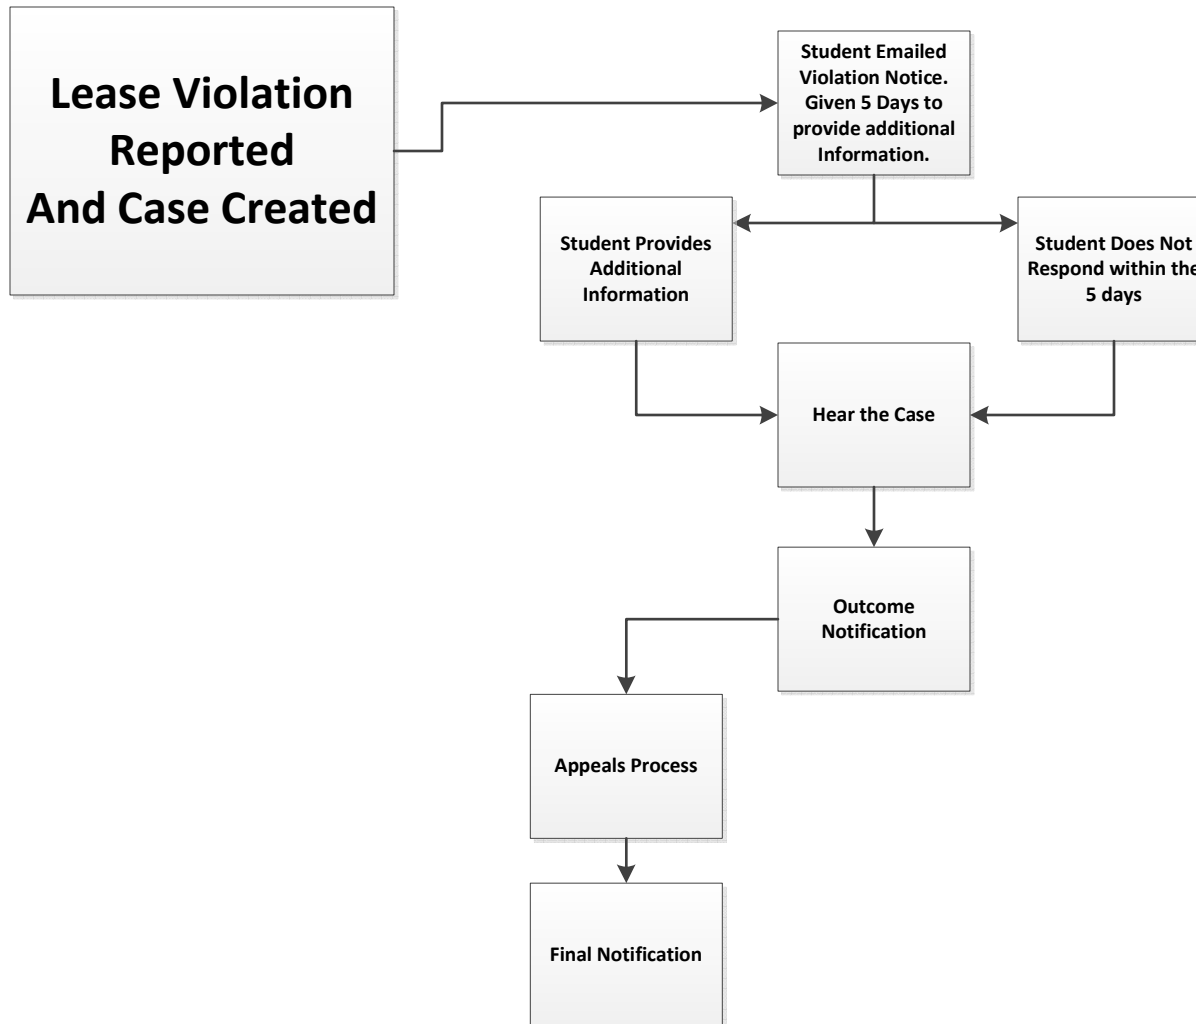 Lease Violation
Reported
And Case Created
Student Emailed
Violation Notice.
Given 5 Days to
provide additional
Information.
Student Provides
Additional
Information
Student Does Not
Respond within the
5 days
Hear the Case
Outcome
Notification
Appeals Process
Final Notification